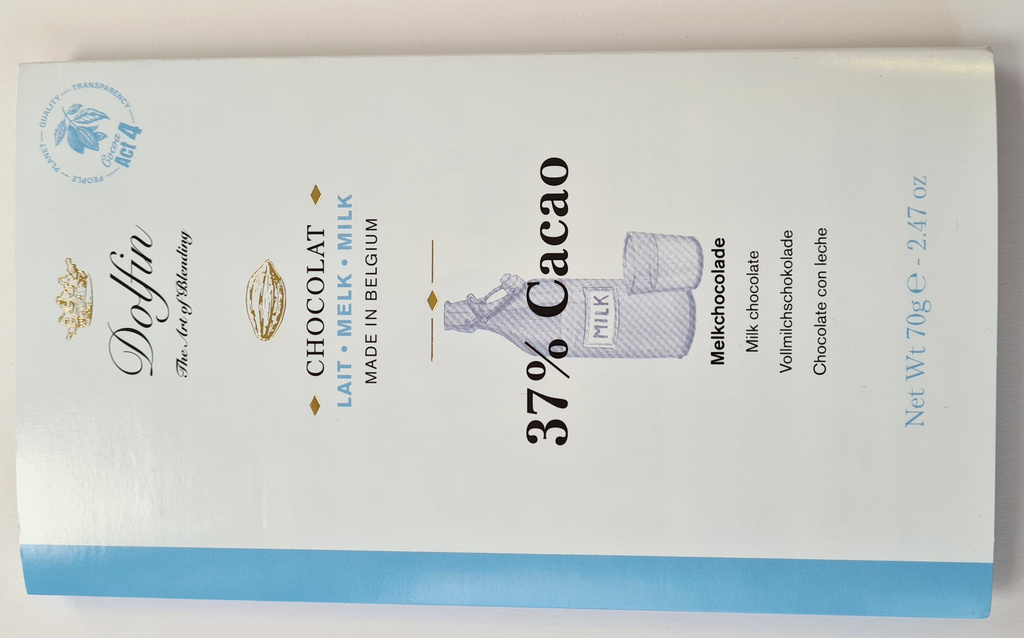 PEOPLE — PLANET — QUALITY — TRANSPARENCY —
Cocoa
Act 4
Dolfin
The Art of Blending
CHOCOLAT
LAIT • MELK • MILK
MADE IN BELGIUM
37% Cacao
MILK
Melkchocolade
Milk chocolate
Vollmilchschokolade
Chocolate con leche
Net Wt 70g ℮ - 2.47 oz